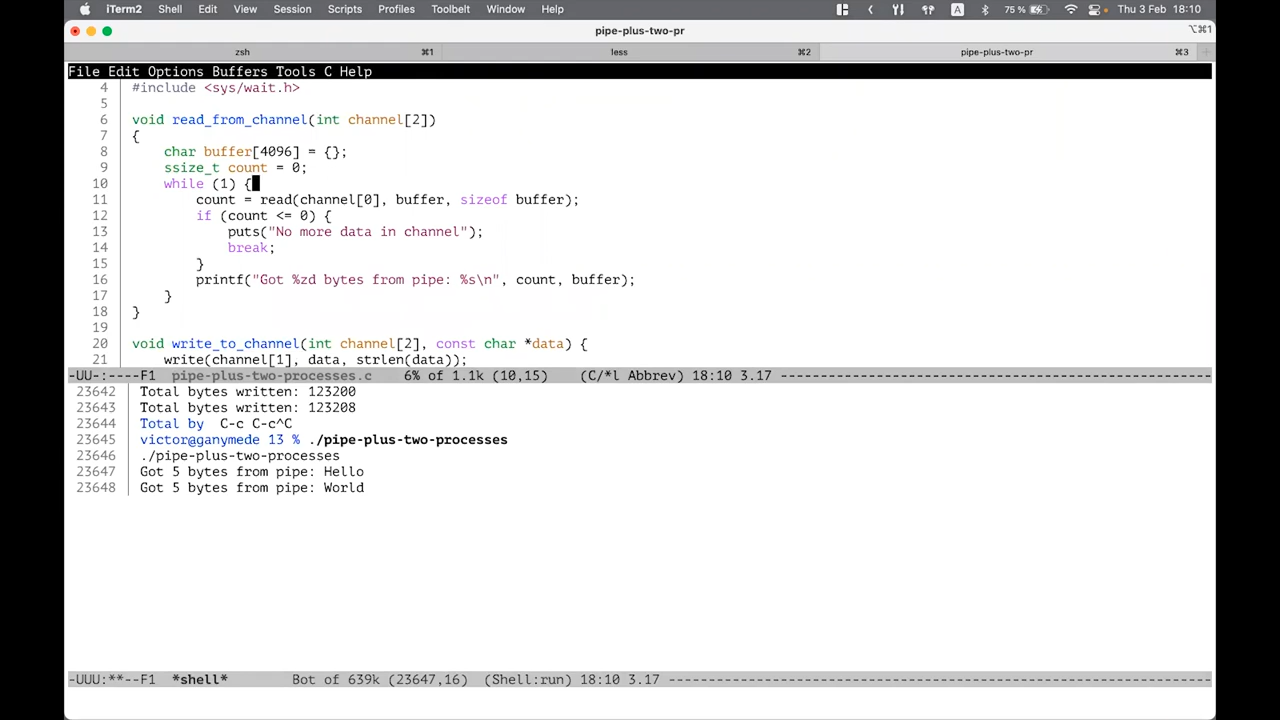 iTerm2 Shell Edit View Session Scripts Profiles Toolbelt Window Help A 75 % Thu 3 Feb 18:10
pipe-plus-two-pr ⌥⌘1
zsh ⌘1 less ⌘2 pipe-plus-two-pr ⌘3 +
File Edit Options Buffers Tools C Help
4 #include <sys/wait.h>
5
6 void read_from_channel(int channel[2])
7 {
8     char buffer[4096] = {};
9     ssize_t count = 0;
10     while (1) {
11         count = read(channel[0], buffer, sizeof buffer);
12         if (count <= 0) {
13             puts("No more data in channel");
14             break;
15         }
16         printf("Got %zd bytes from pipe: %s\n", count, buffer);
17     }
18 }
19
20 void write_to_channel(int channel[2], const char *data) {
21     write(channel[1], data, strlen(data));
-UU-:----F1  pipe-plus-two-processes.c    6% of 1.1k (10,15)    (C/*l Abbrev) 18:10 3.17 ------------------------------------------------------
23642 Total bytes written: 123200
23643 Total bytes written: 123208
23644 Total by  C-c C-c^C
23645 victor@ganymede 13 % ./pipe-plus-two-processes
23646 ./pipe-plus-two-processes
23647 Got 5 bytes from pipe: Hello
23648 Got 5 bytes from pipe: World
-UUU:**--F1  *shell*        Bot of 639k (23647,16)  (Shell:run) 18:10 3.17 --------------------------------------------------------------------